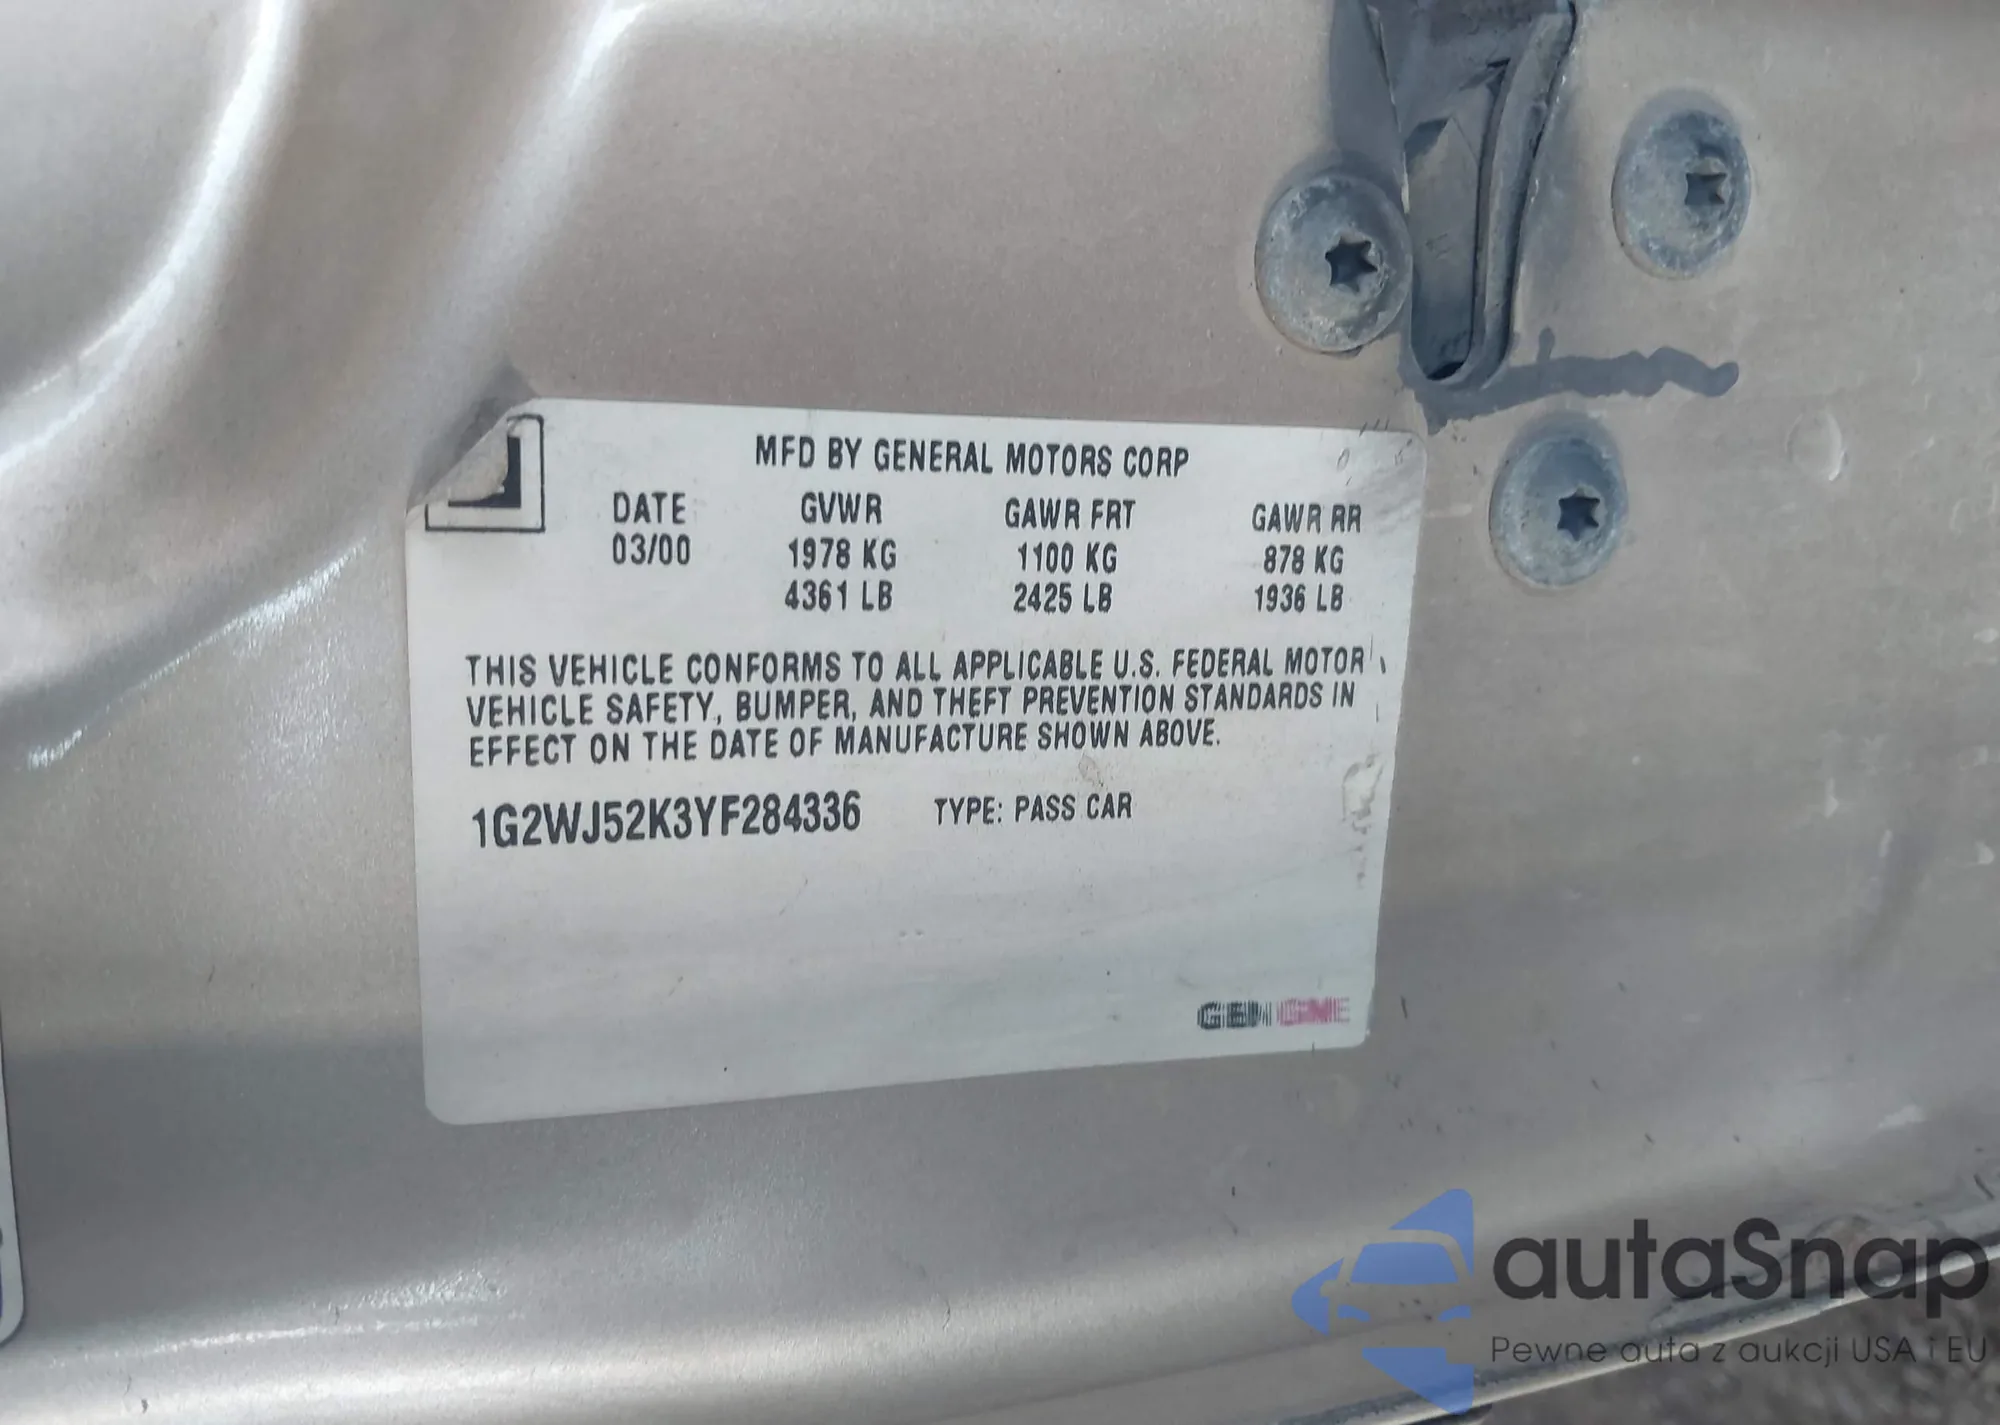 MFD BY GENERAL MOTORS CORP
DATE GVWR GAWR FRT GAWR RR
03/00 1978 KG 1100 KG 878 KG
4361 LB 2425 LB 1936 LB
THIS VEHICLE CONFORMS TO ALL APPLICABLE U.S. FEDERAL MOTOR
VEHICLE SAFETY, BUMPER, AND THEFT PREVENTION STANDARDS IN
EFFECT ON THE DATE OF MANUFACTURE SHOWN ABOVE.
1G2WJ52K3YF284336 TYPE: PASS CAR
autaSnap
Pewne auta z aukcji USA i EU